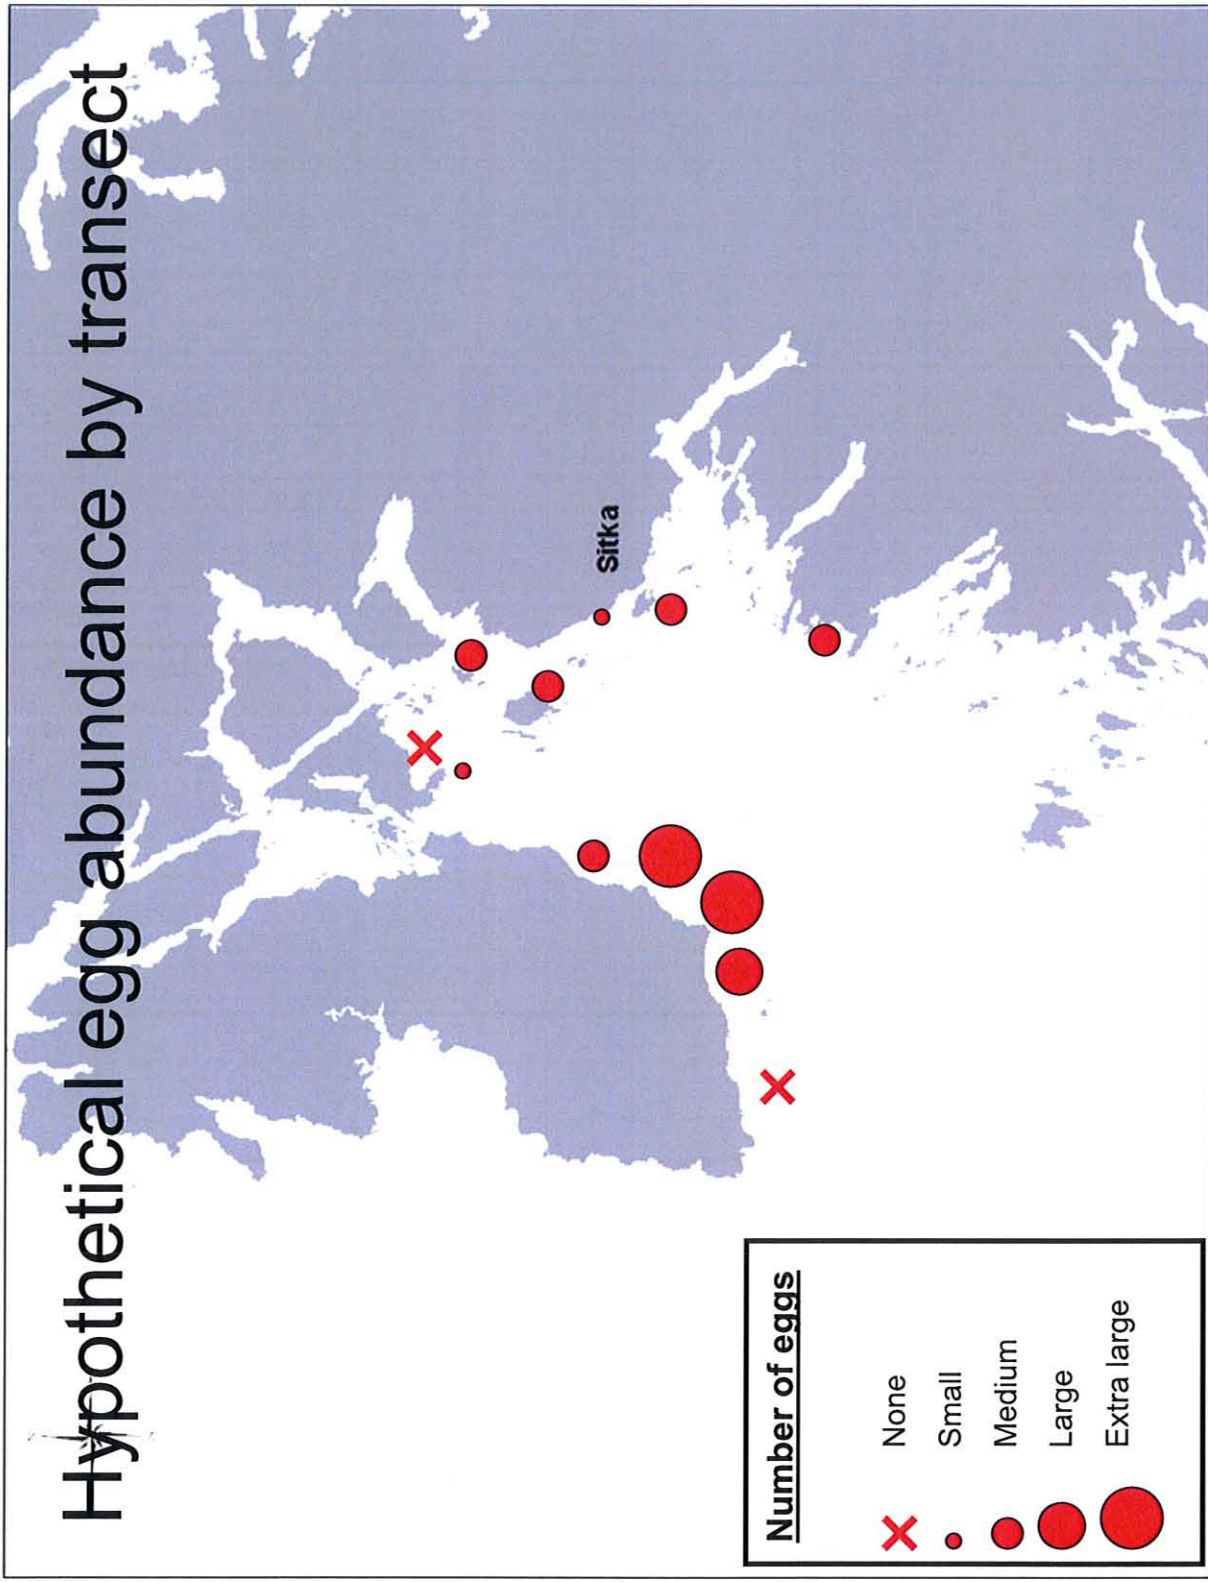 Hypothetical egg abundance by transect
Sitka
Number of eggs
None
Small
Medium
Large
Extra large